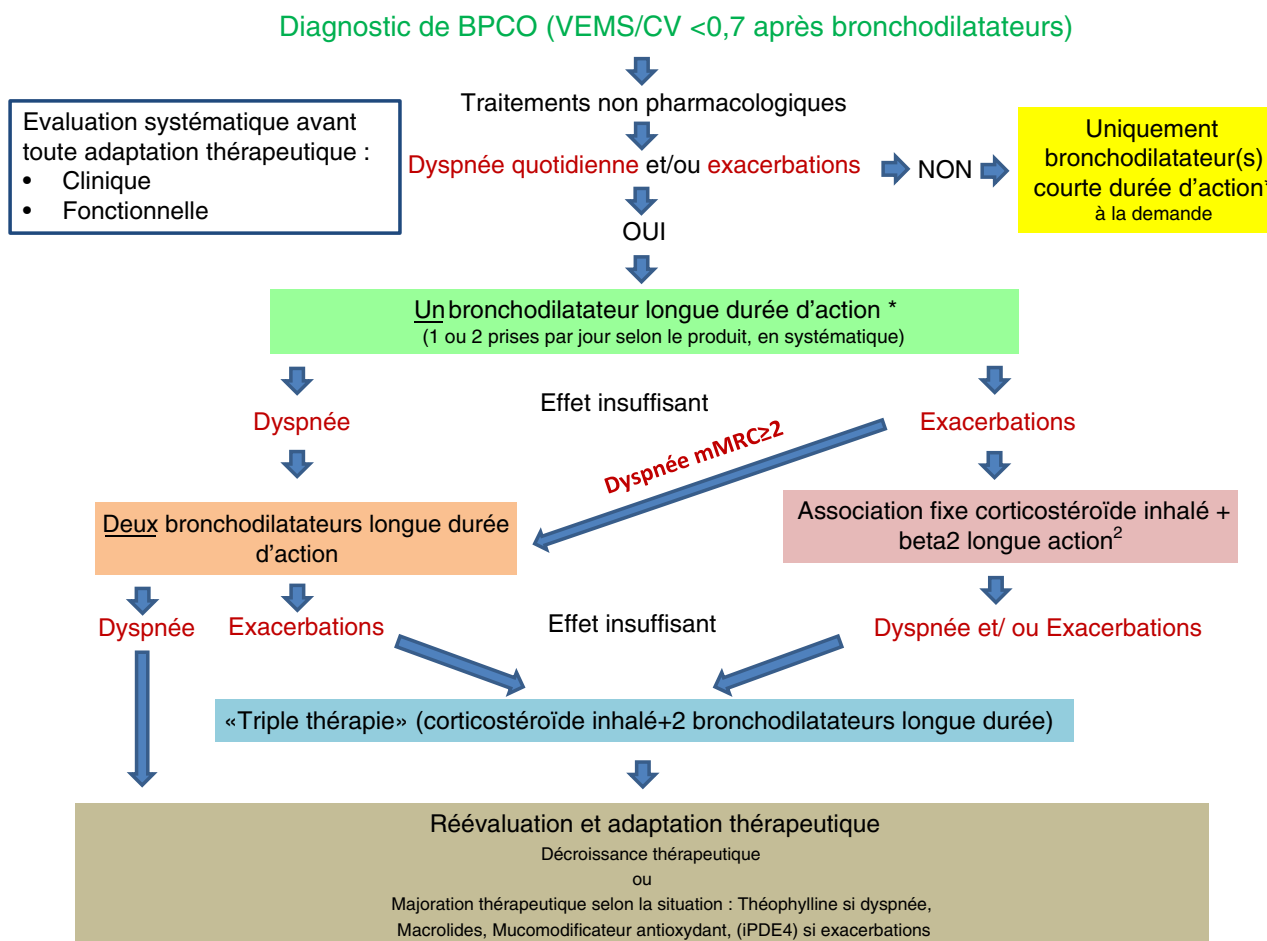 Diagnostic de BPCO (VEMS/CV <0,7 après bronchodilatateurs)
Traitements non pharmacologiques
Evaluation systématique avant
toute adaptation thérapeutique :
• Clinique
• Fonctionnelle
Dyspnée quotidienne et/ou exacerbations
NON
Uniquement
bronchodilatateur(s)
courte durée d’action*
à la demande
OUI
Un bronchodilatateur longue durée d’action *
(1 ou 2 prises par jour selon le produit, en systématique)
Effet insuffisant
Dyspnée
Exacerbations
Dyspnée mMRC≥2
Deux bronchodilatateurs longue durée
d’action
Association fixe corticostéroïde inhalé +
beta2 longue action²
Dyspnée
Exacerbations
Effet insuffisant
Dyspnée et/ ou Exacerbations
«Triple thérapie» (corticostéroïde inhalé+2 bronchodilatateurs longue durée)
Réévaluation et adaptation thérapeutique
Décroissance thérapeutique
ou
Majoration thérapeutique selon la situation : Théophylline si dyspnée,
Macrolides, Mucomodificateur antioxydant, (iPDE4) si exacerbations